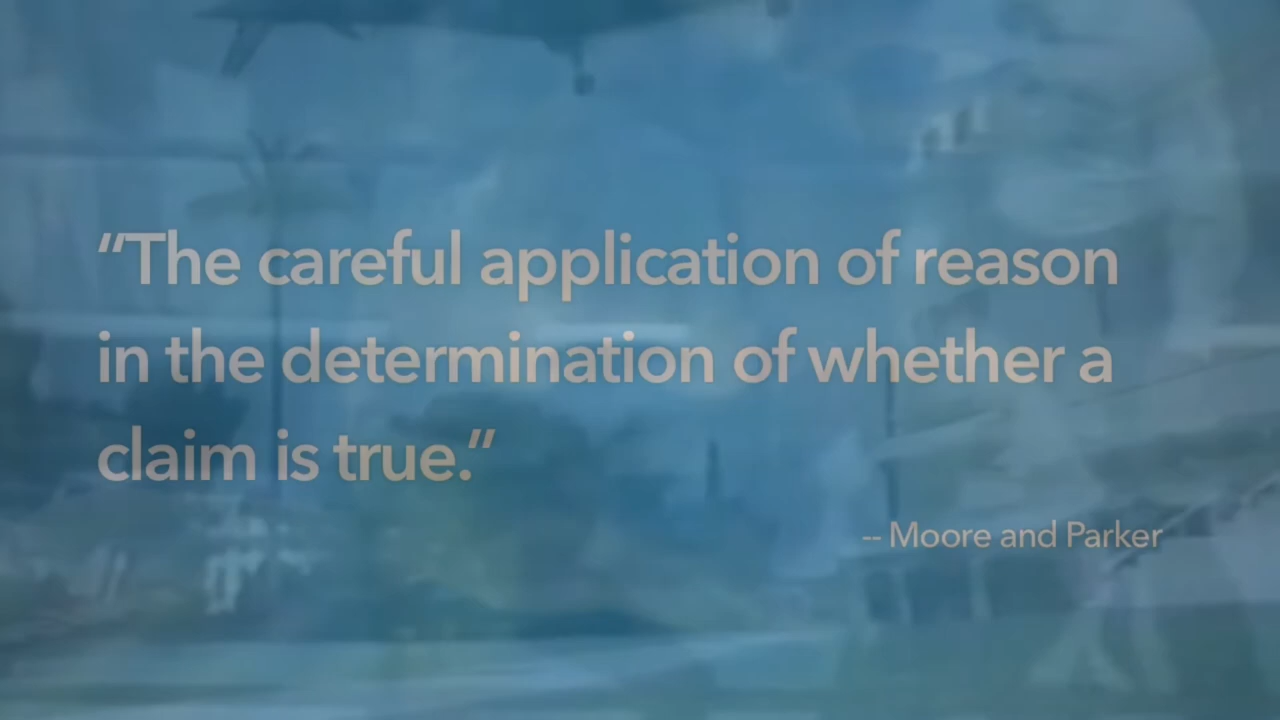 “The careful application of reason
in the determination of whether a
claim is true.”
-- Moore and Parker